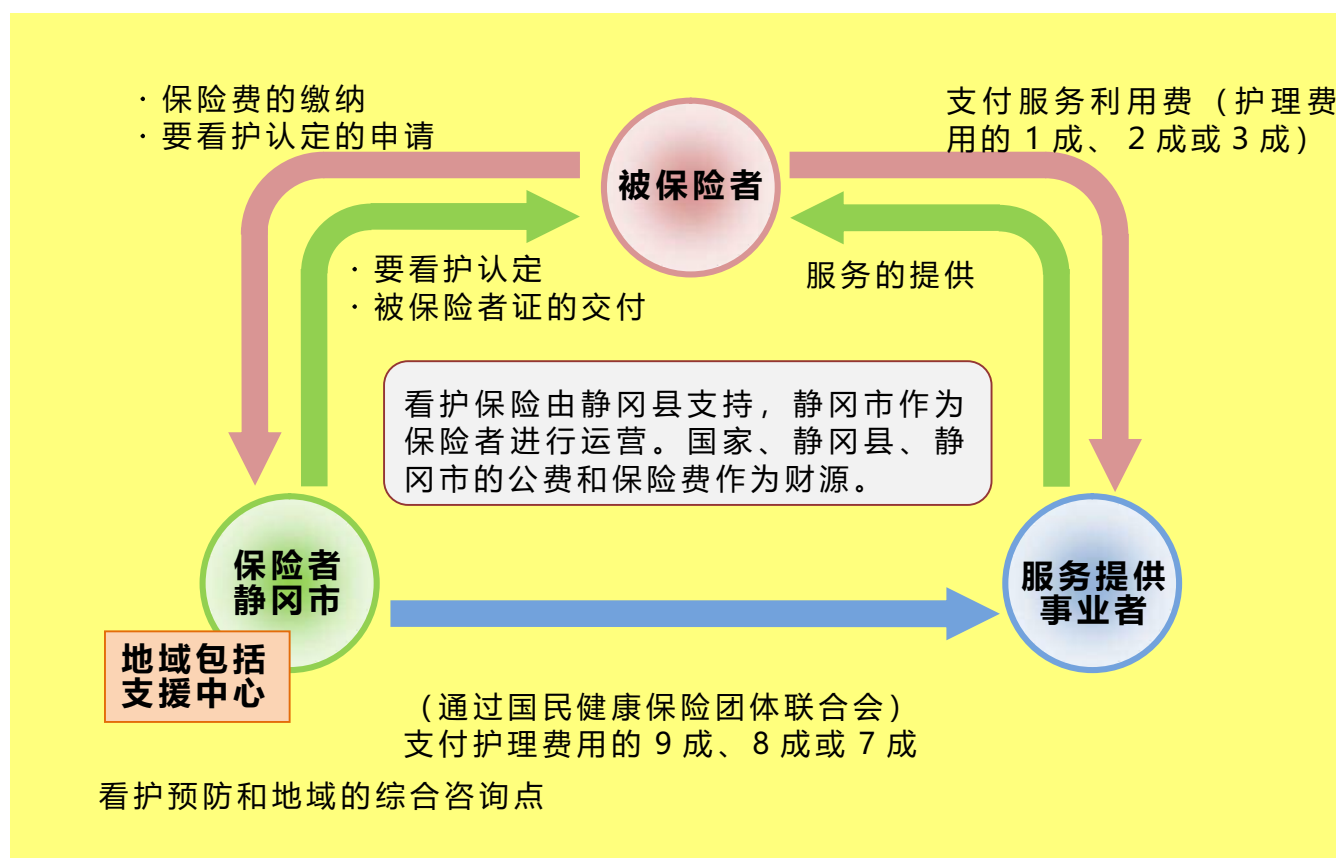 · 保险费的缴纳
· 要看护认定的申请
支付服务利用费（护理费
用的 1 成、 2 成或 3 成）
被保险者
· 要看护认定
· 被保险者证的交付
服务的提供
看护保险由静冈县支持，静冈市作为
保险者进行运营。国家、静冈县、静
冈市的公费和保险费作为财源。
保险者
静冈市
服务提供
事业者
地域包括
支援中心
（通过国民健康保险团体联合会）
支付护理费用的 9 成、8 成或 7 成
看护预防和地域的综合咨询点